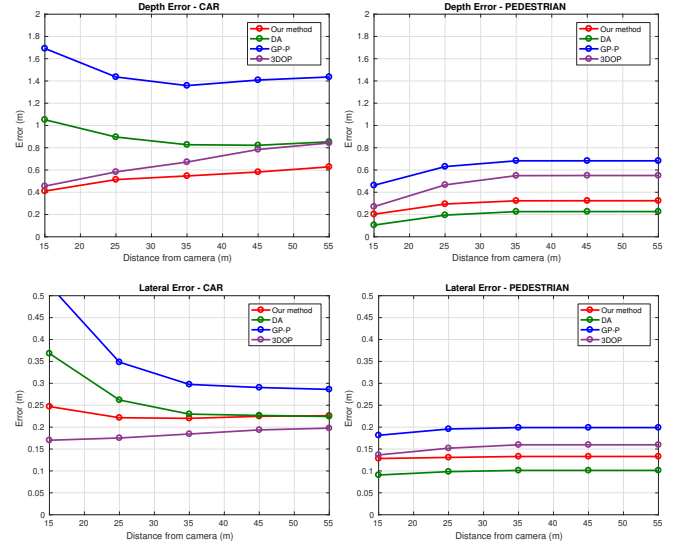 Depth Error - CAR
Error (m)
2
1.8
1.6
1.4
1.2
1
0.8
0.6
0.4
0.2
0
Our method
DA
GP-P
3DOP
15 20 25 30 35 40 45 50 55
Distance from camera (m)
Depth Error - PEDESTRIAN
Error (m)
2
1.8
1.6
1.4
1.2
1
0.8
0.6
0.4
0.2
0
Our method
DA
GP-P
3DOP
15 20 25 30 35 40 45 50 55
Distance from camera (m)
Lateral Error - CAR
Error (m)
0.5
0.45
0.4
0.35
0.3
0.25
0.2
0.15
0.1
0.05
0
Our method
DA
GP-P
3DOP
15 20 25 30 35 40 45 50 55
Distance from camera (m)
Lateral Error - PEDESTRIAN
Error (m)
0.5
0.45
0.4
0.35
0.3
0.25
0.2
0.15
0.1
0.05
0
Our method
DA
GP-P
3DOP
15 20 25 30 35 40 45 50 55
Distance from camera (m)